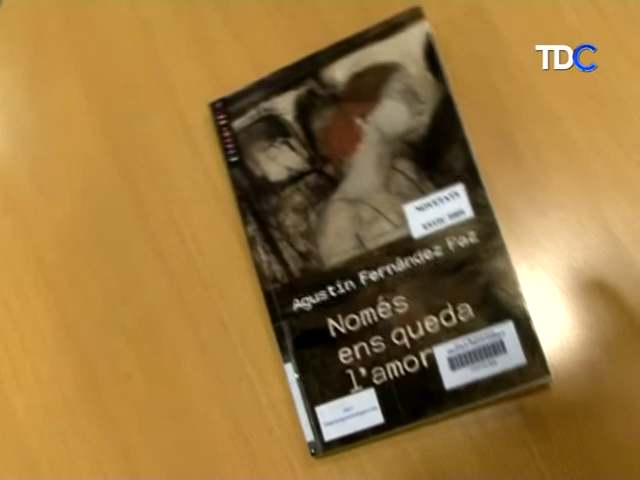 TDC
NOVETATS
Agustín Fernández Paz
Només
ens queda
l'amor